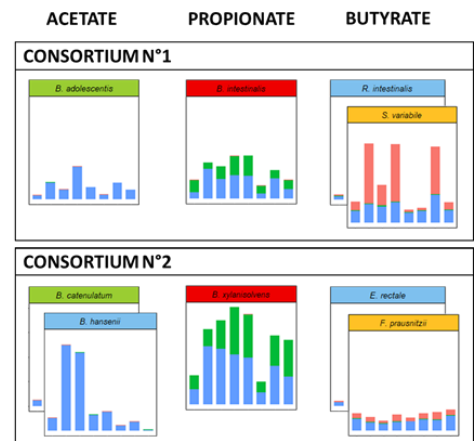 ACETATE PROPIONATE BUTYRATE
CONSORTIUM N°1
B. adolescentis B. intestinalis R. intestinalis
S. variabile
CONSORTIUM N°2
B. catenulatum B. xylanisolvens E. rectale
B. hansenii F. prausnitzii